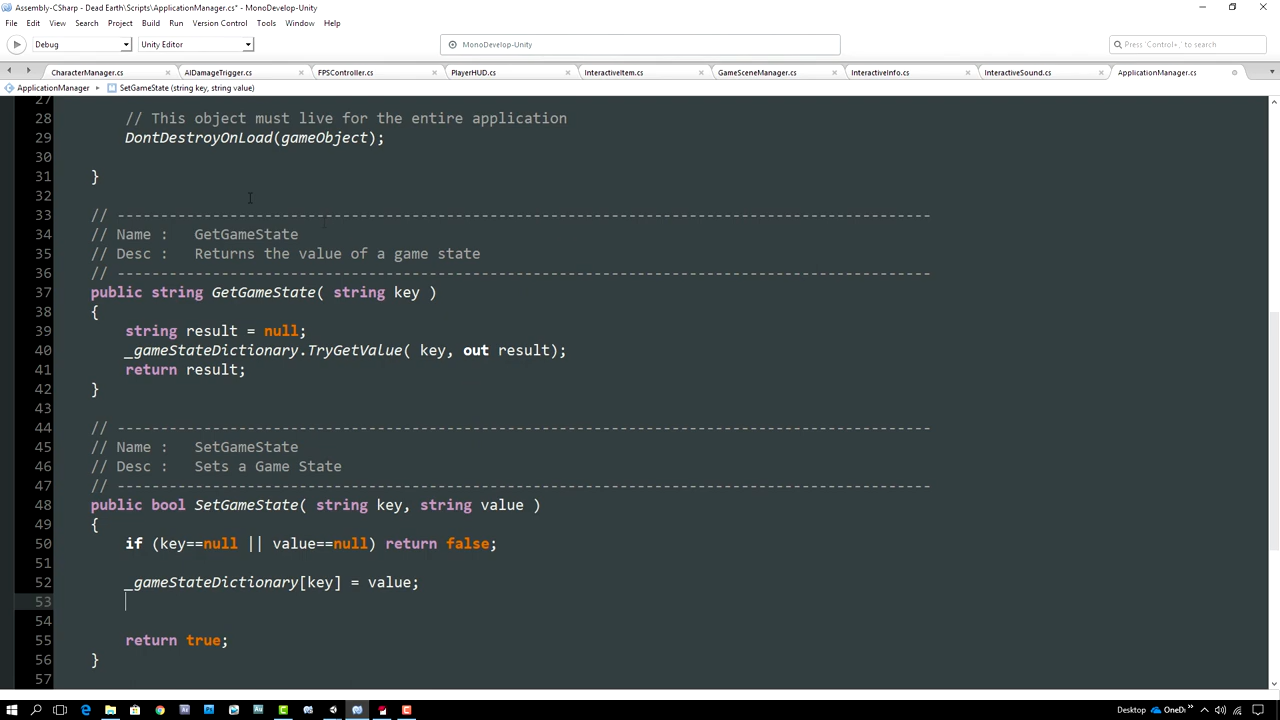 Assembly-CSharp - Dead Earth\Scripts\ApplicationManager.cs* - MonoDevelop-Unity
File Edit View Search Project Build Run Version Control Tools Window Help
Debug Unity Editor MonoDevelop-Unity Press 'Control+,' to search
CharacterManager.cs AIDamageTrigger.cs FPSController.cs PlayerHUD.cs InteractiveItem.cs GameSceneManager.cs InteractiveInfo.cs InteractiveSound.cs ApplicationManager.cs
ApplicationManager SetGameState (string key, string value)
27
28 // This object must live for the entire application
29 DontDestroyOnLoad(gameObject);
30
31 }
32
33 // ----------------------------------------------------------------------------------------------
34 // Name : GetGameState
35 // Desc : Returns the value of a game state
36 // ----------------------------------------------------------------------------------------------
37 public string GetGameState( string key )
38 {
39 string result = null;
40 _gameStateDictionary.TryGetValue( key, out result);
41 return result;
42 }
43
44 // ----------------------------------------------------------------------------------------------
45 // Name : SetGameState
46 // Desc : Sets a Game State
47 // ----------------------------------------------------------------------------------------------
48 public bool SetGameState( string key, string value )
49 {
50 if (key==null || value==null) return false;
51
52 _gameStateDictionary[key] = value;
53
54
55 return true;
56 }
57
Desktop OneDi